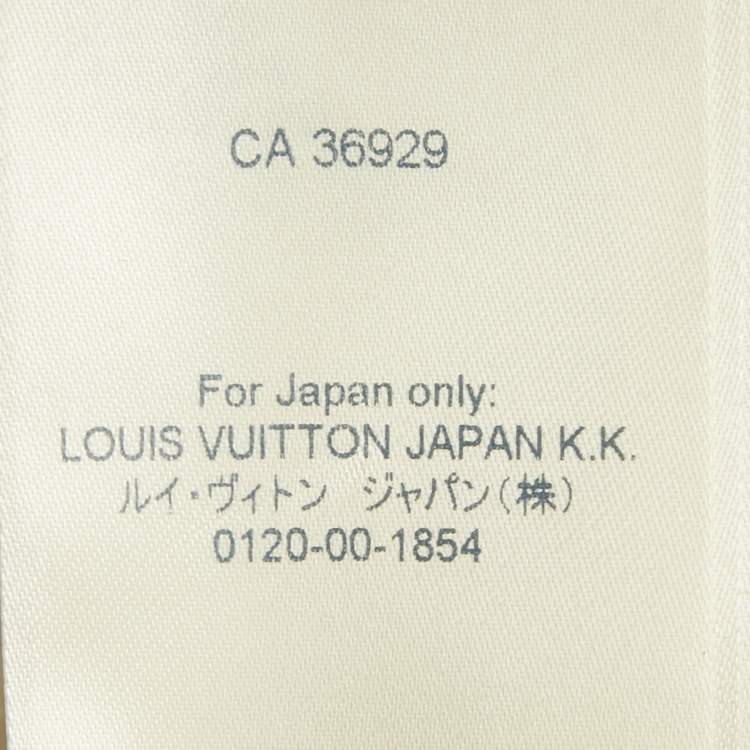 CA 36929
For Japan only:
LOUIS VUITTON JAPAN K.K.
ルイ・ヴィトン　ジャパン(株)
0120-00-1854